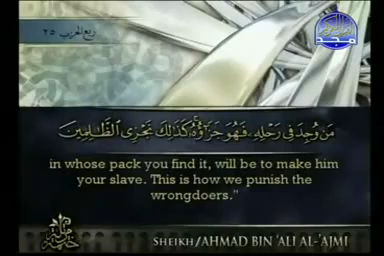 ربع الحزب ٢٥
مَن وُجِدَ فِى رَحْلِهِۦ فَهُوَ جَزَٰٓؤُهُۥ ۚ كَذَٰلِكَ نَجْزِى ٱلظَّـٰلِمِينَ
in whose pack you find it, will be to make him
your slave. This is how we punish the
wrongdoers."
SHEIKH/AHMAD BIN 'ALI AL-'AJMI